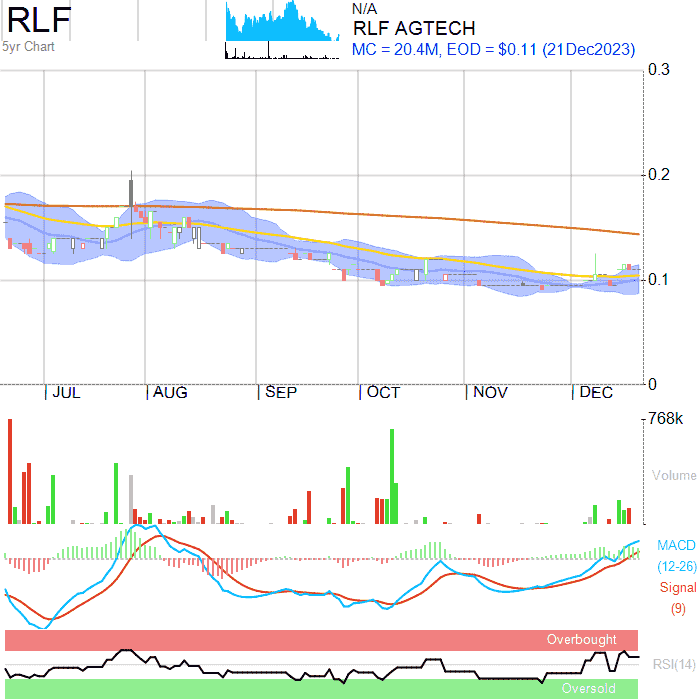 RLF
5yr Chart
N/A
RLF AGTECH
MC = 20.4M, EOD = $0.11 (21Dec2023)
0.3
0.2
0.1
0
JUL AUG SEP OCT NOV DEC
768k
Volume
MACD
(12-26)
Signal
(9)
Overbought
RSI(14)
Oversold